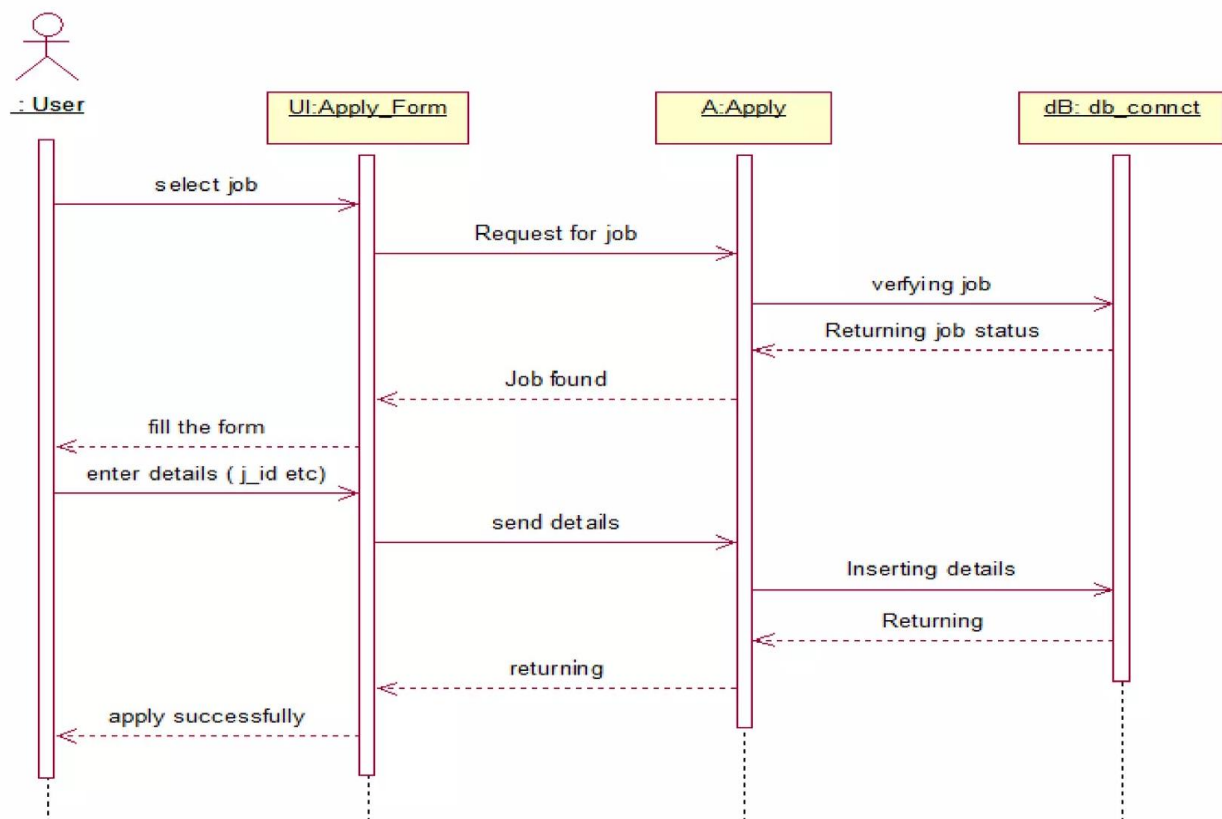 _: User
UI:Apply_Form
A:Apply
dB: db_connct
select job
Request for job
verfying job
Returning job status
Job found
fill the form
enter details ( j_id etc)
send details
Inserting details
Returning
returning
apply successfully